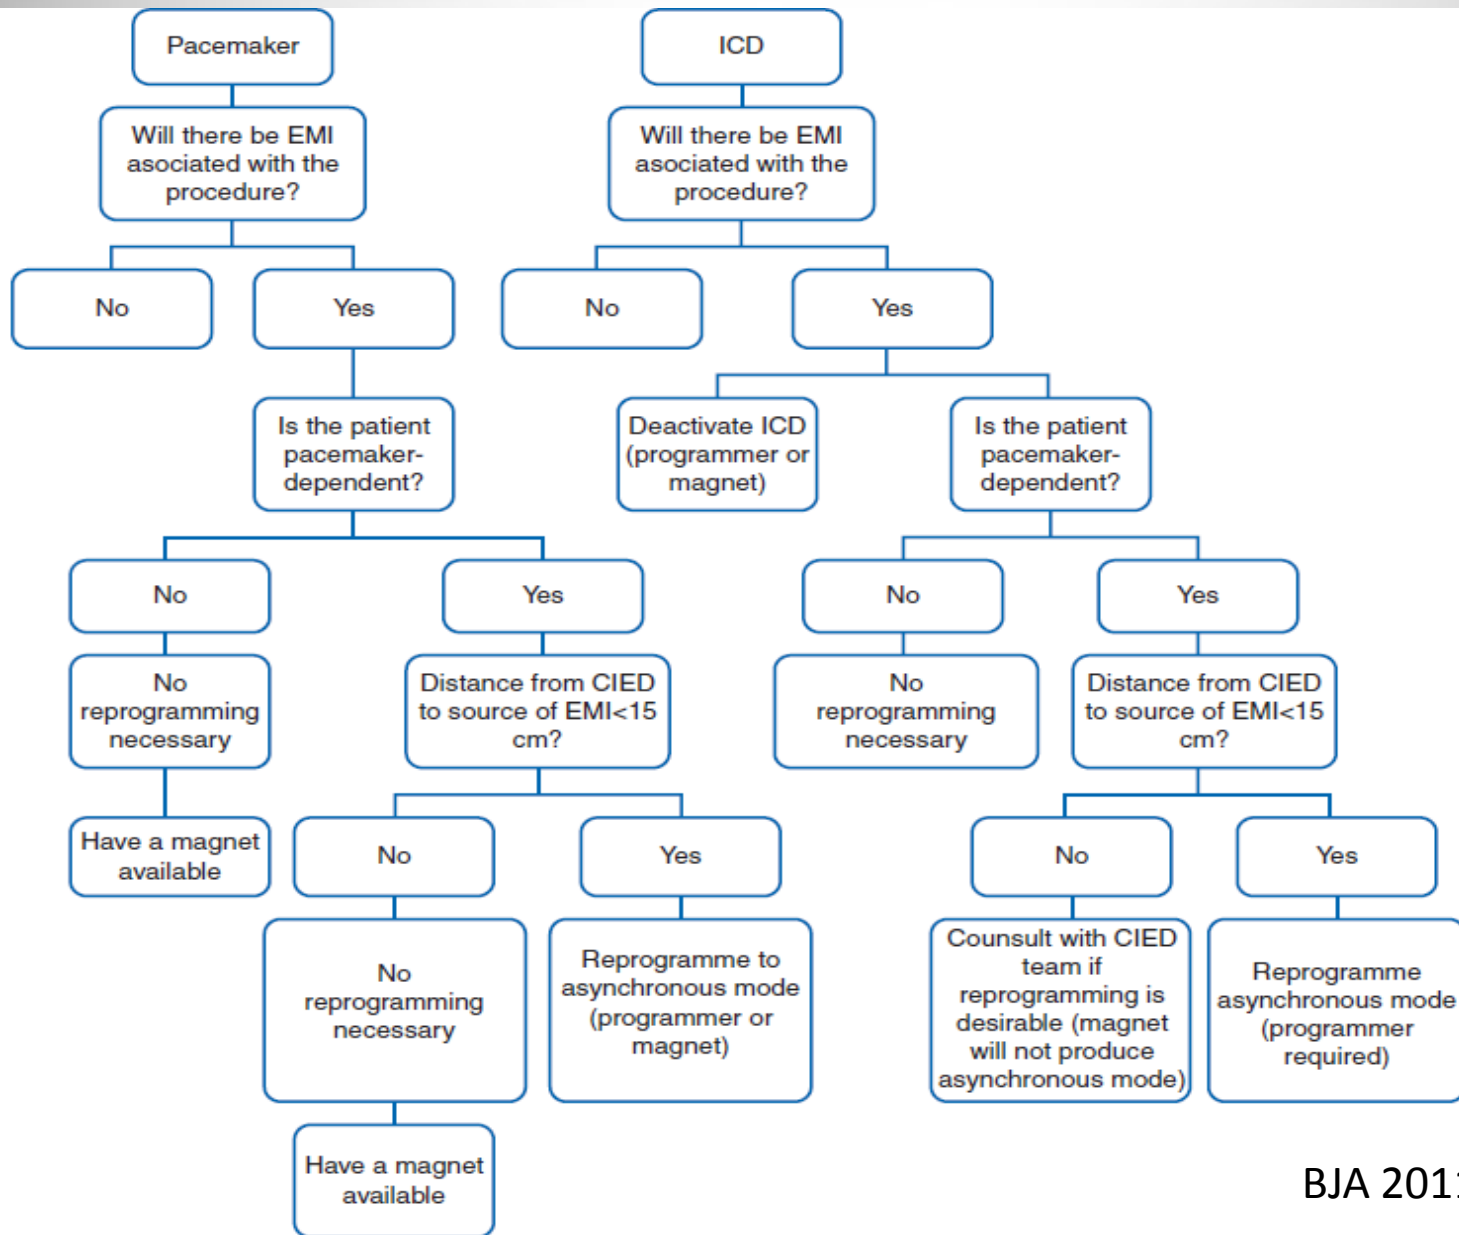 Pacemaker
Will there be EMI
asociated with the
procedure?
No
Yes
Is the patient
pacemaker-
dependent?
No
No
reprogramming
necessary
Have a magnet
available
Yes
Distance from CIED
to source of EMI<15
cm?
No
No
reprogramming
necessary
Have a magnet
available
Yes
Reprogramme to
asynchronous mode
(programmer or
magnet)
ICD
Will there be EMI
asociated with the
procedure?
No
Yes
Deactivate ICD
(programmer or
magnet)
Is the patient
pacemaker-
dependent?
No
No
reprogramming
necessary
Yes
Distance from CIED
to source of EMI<15
cm?
No
Counsult with CIED
team if
reprogramming is
desirable (magnet
will not produce
asynchronous mode)
Yes
Reprogramme
asynchronous mode
(programmer
required)
BJA 2011